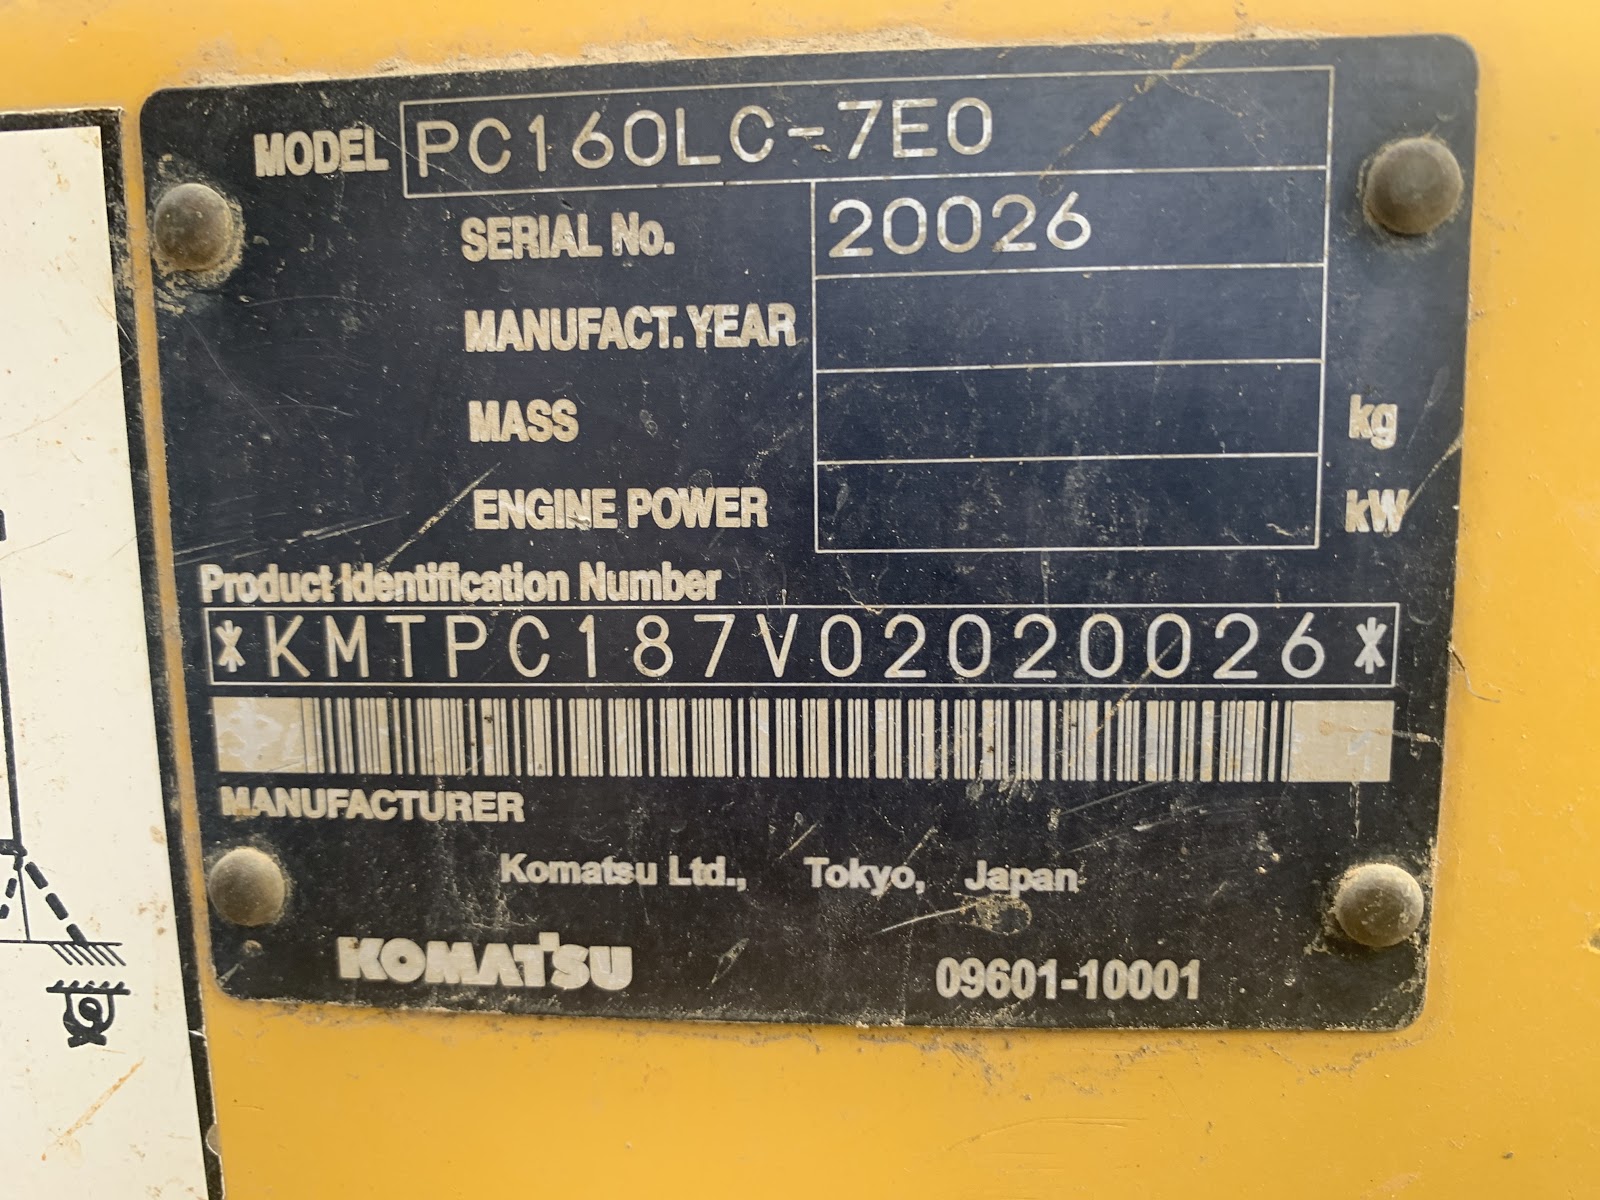 MODEL PC160LC-7E0
SERIAL No. 20026
MANUFACT. YEAR
MASS kg
ENGINE POWER kW
Product Identification Number
*KMTPC187V02020026*
MANUFACTURER
Komatsu Ltd., Tokyo, Japan
KOMATSU 09601-10001